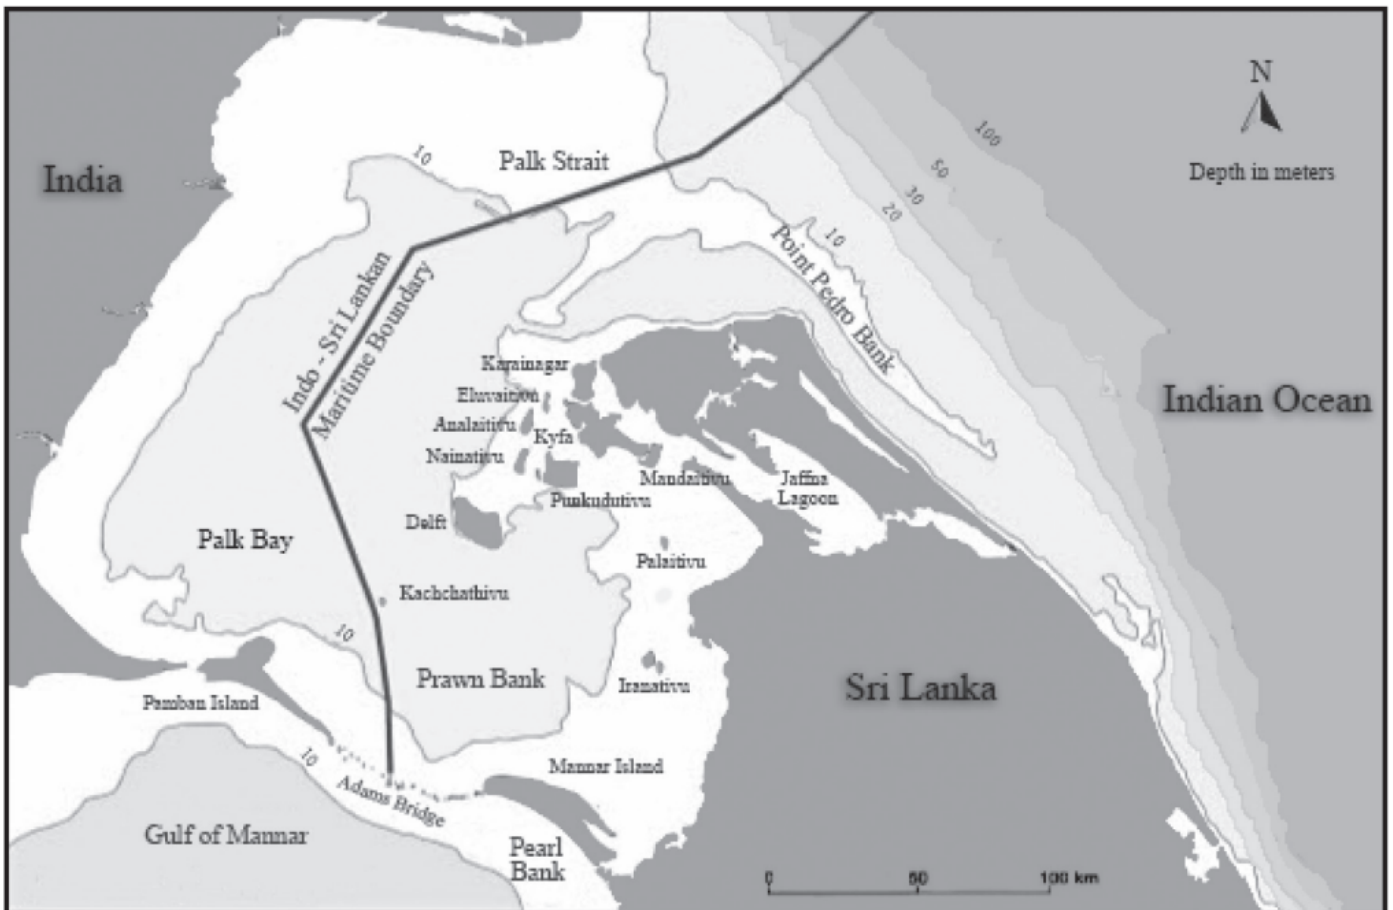 N
100
10
Palk Strait
50
Depth in meters
India
30
20
10
Point Pedro Bank
Indo - Sri Lankan
Maritime Boundary
Karainagar
Indian Ocean
Eluvaitivu
Analaitivu
Kyfa
Nainativu
Mandaitivu
Jaffna
Lagoon
Punkudutivu
Delft
Palk Bay
Palaitivu
Kachchathivu
10
Prawn Bank
Iranativu
Sri Lanka
Pamban Island
10
Mannar Island
Adams Bridge
Gulf of Mannar
Pearl
Bank
0 50 100 km